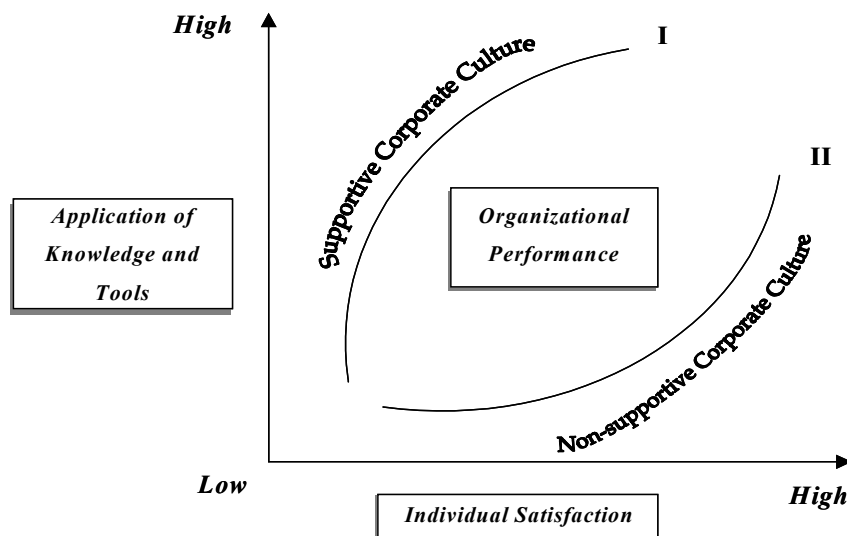 High
I
Supportive Corporate Culture
II
Application of
Knowledge and
Tools
Organizational
Performance
Non-supportive Corporate Culture
Low
High
Individual Satisfaction